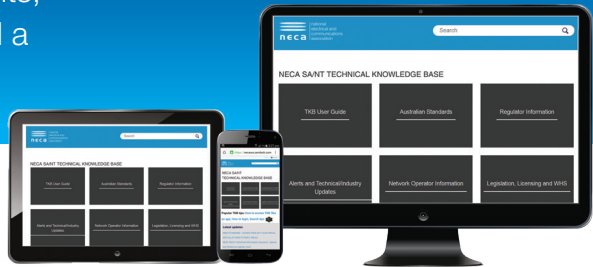 l a
national
electrical and
communications
association
neca
Search
NECA SA/NT TECHNICAL KNOWLEDGE BASE
TKB User Guide
Australian Standards
Regulator Information
Alerts and Technical/Industry
Updates
Network Operator Information
Legislation, Licensing and WHS
neca
Search
NECA SA/NT TECHNICAL KNOWLEDGE BASE
TKB User Guide
Australian Standards
Regulator Information
Alerts and Technical/Industry
Updates
Network Operator Information
Legislation, Licensing and WHS
NECA SA/NT
TECHNICAL KNOWLEDGE BASE
Latest updates